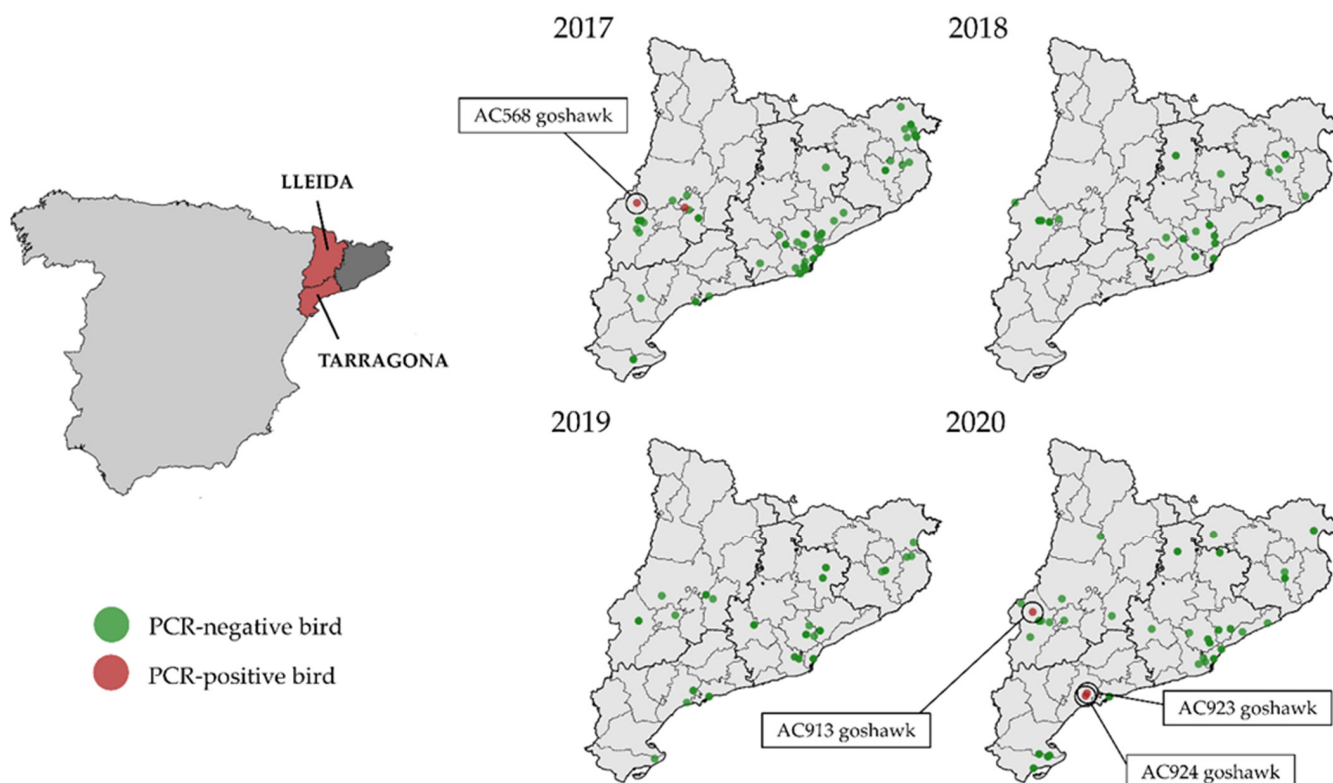 2017
2018
AC568 goshawk
LLEIDA
TARRAGONA
2019
2020
PCR-negative bird
PCR-positive bird
AC913 goshawk
AC923 goshawk
AC924 goshawk